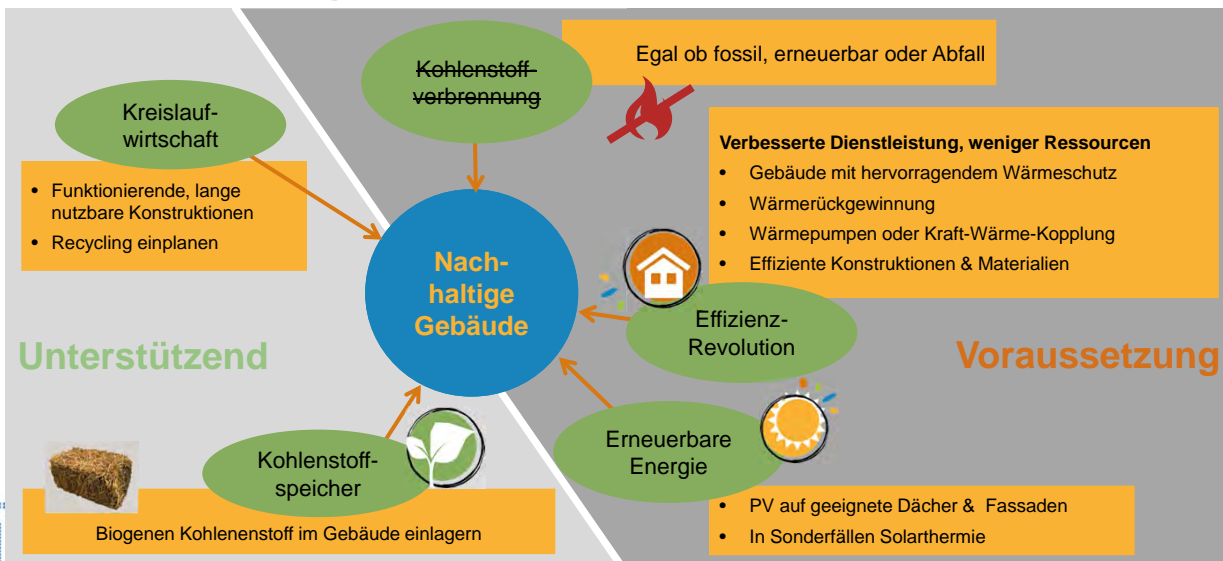 Kohlenstoff-
verbrennung
Egal ob fossil, erneuerbar oder Abfall
Kreislauf-
wirtschaft
• Funktionierende, lange
nutzbare Konstruktionen
• Recycling einplanen
Verbesserte Dienstleistung, weniger Ressourcen
• Gebäude mit hervorragendem Wärmeschutz
• Wärmerückgewinnung
• Wärmepumpen oder Kraft-Wärme-Kopplung
• Effiziente Konstruktionen & Materialien
Nach-
haltige
Gebäude
Effizienz-
Revolution
Unterstützend
Voraussetzung
Kohlenstoff-
speicher
Erneuerbare
Energie
Biogenen Kohlenenstoff im Gebäude einlagern
• PV auf geeignete Dächer & Fassaden
• In Sonderfällen Solarthermie